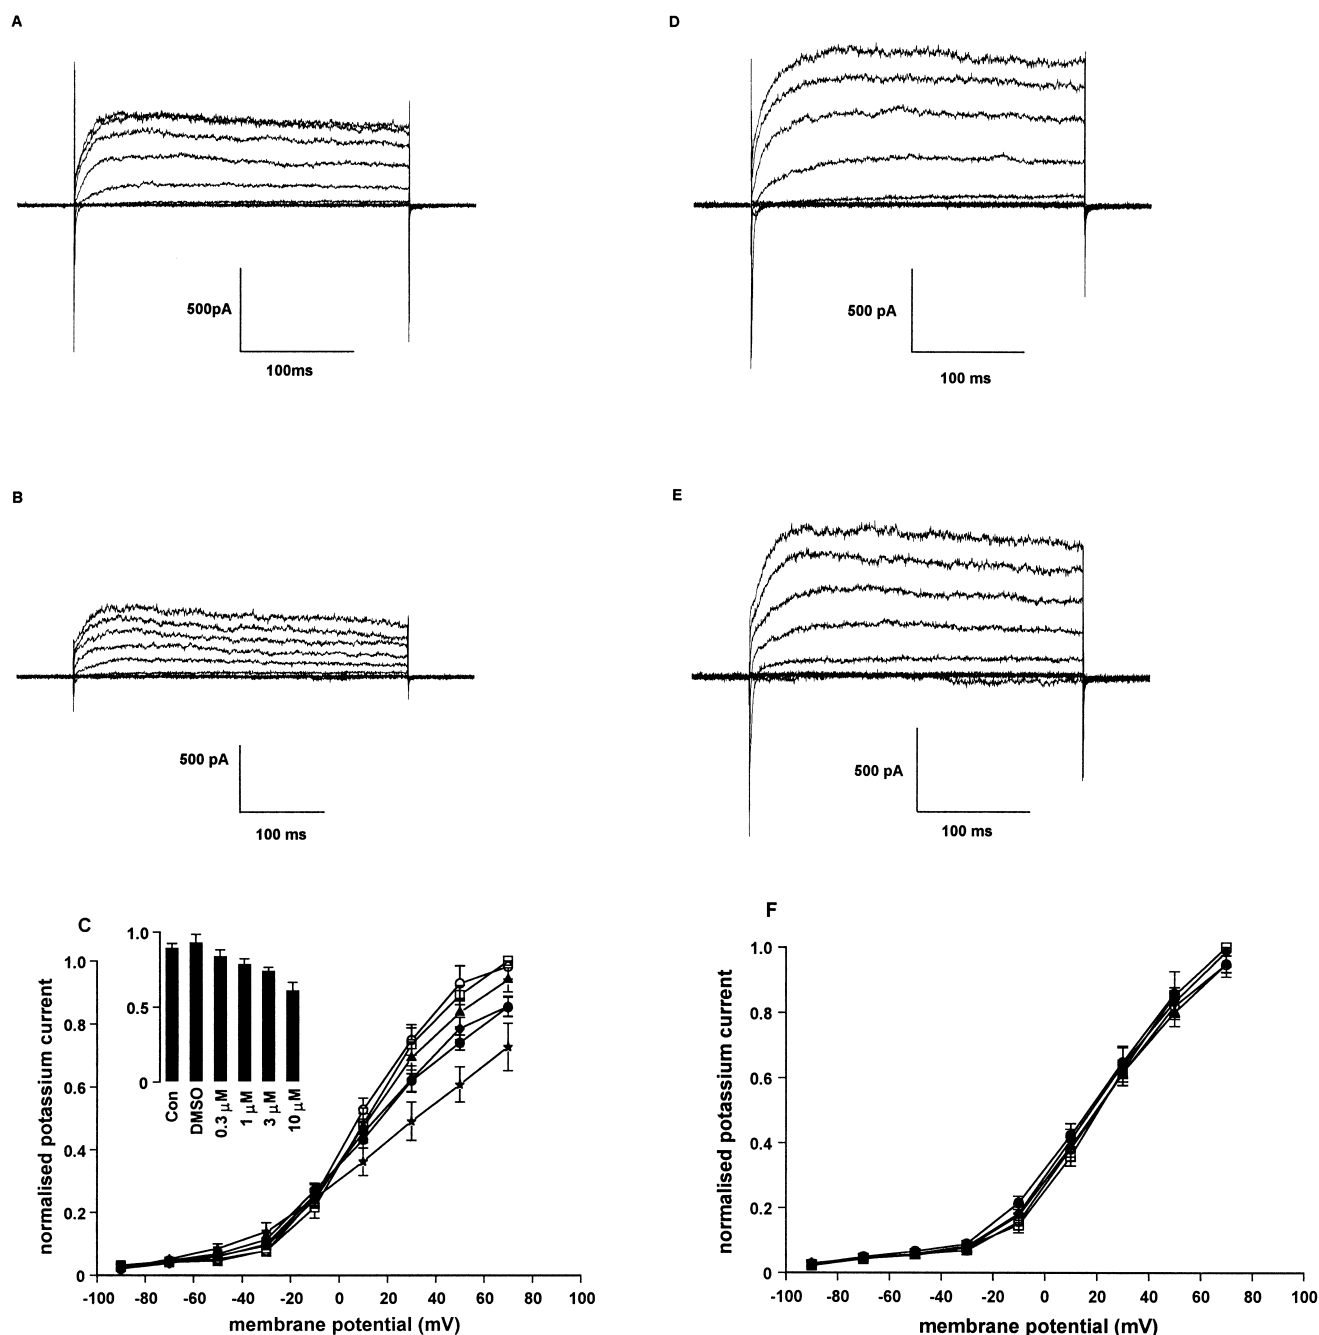 A
500pA
100ms
D
500 pA
100 ms
B
500 pA
100 ms
E
500 pA
100 ms
C
1.0
0.5
0
Con
DMSO
0.3 µM
1 µM
3 µM
10 µM
normalised potassium current
1.0
0.8
0.6
0.4
0.2
0
-100 -80 -60 -40 -20 0 20 40 60 80 100
membrane potential (mV)
F
normalised potassium current
1.0
0.8
0.6
0.4
0.2
0
-100 -80 -60 -40 -20 0 20 40 60 80 100
membrane potential (mV)